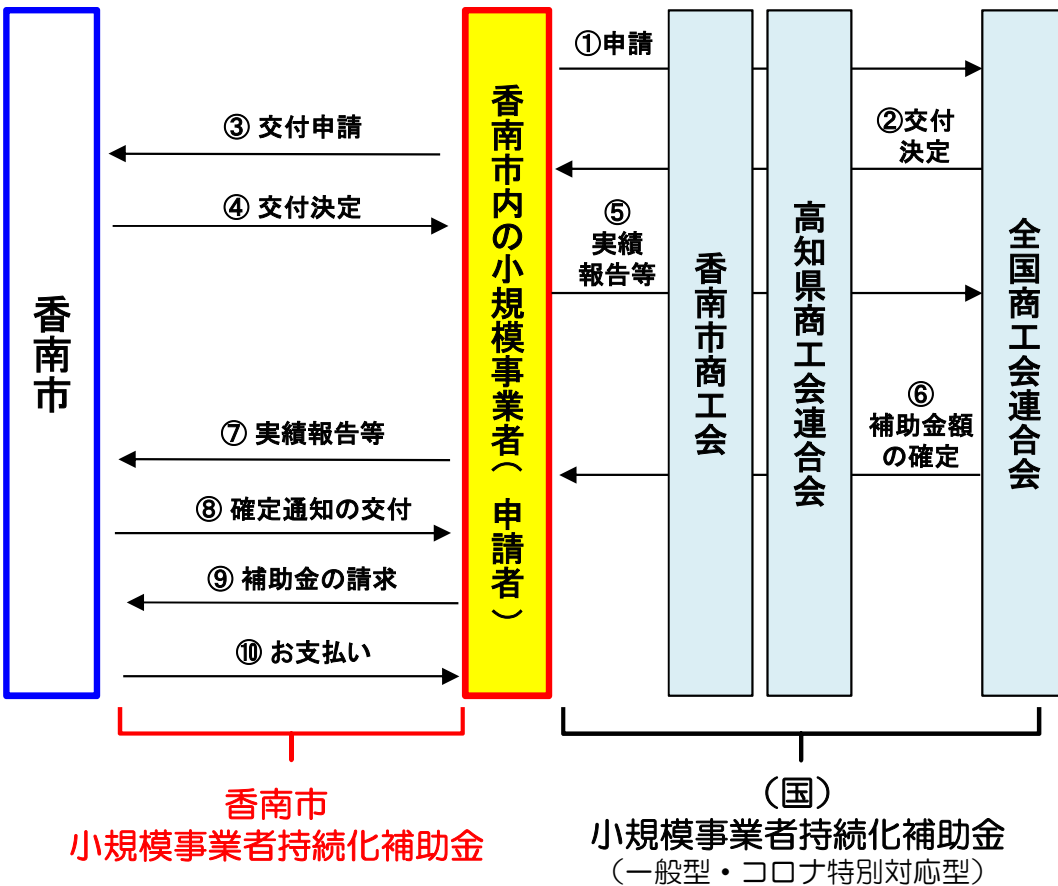 香南市
香南市内の小規模事業者(申請者)
香南市商工会
高知県商工会連合会
全国商工会連合会
①申請
②交付
決定
③ 交付申請
④ 交付決定
⑤
実績
報告等
⑥
補助金額
の確定
⑦ 実績報告等
⑧ 確定通知の交付
⑨ 補助金の請求
⑩ お支払い
香南市
小規模事業者持続化補助金
(国)
小規模事業者持続化補助金
(一般型・コロナ特別対応型)